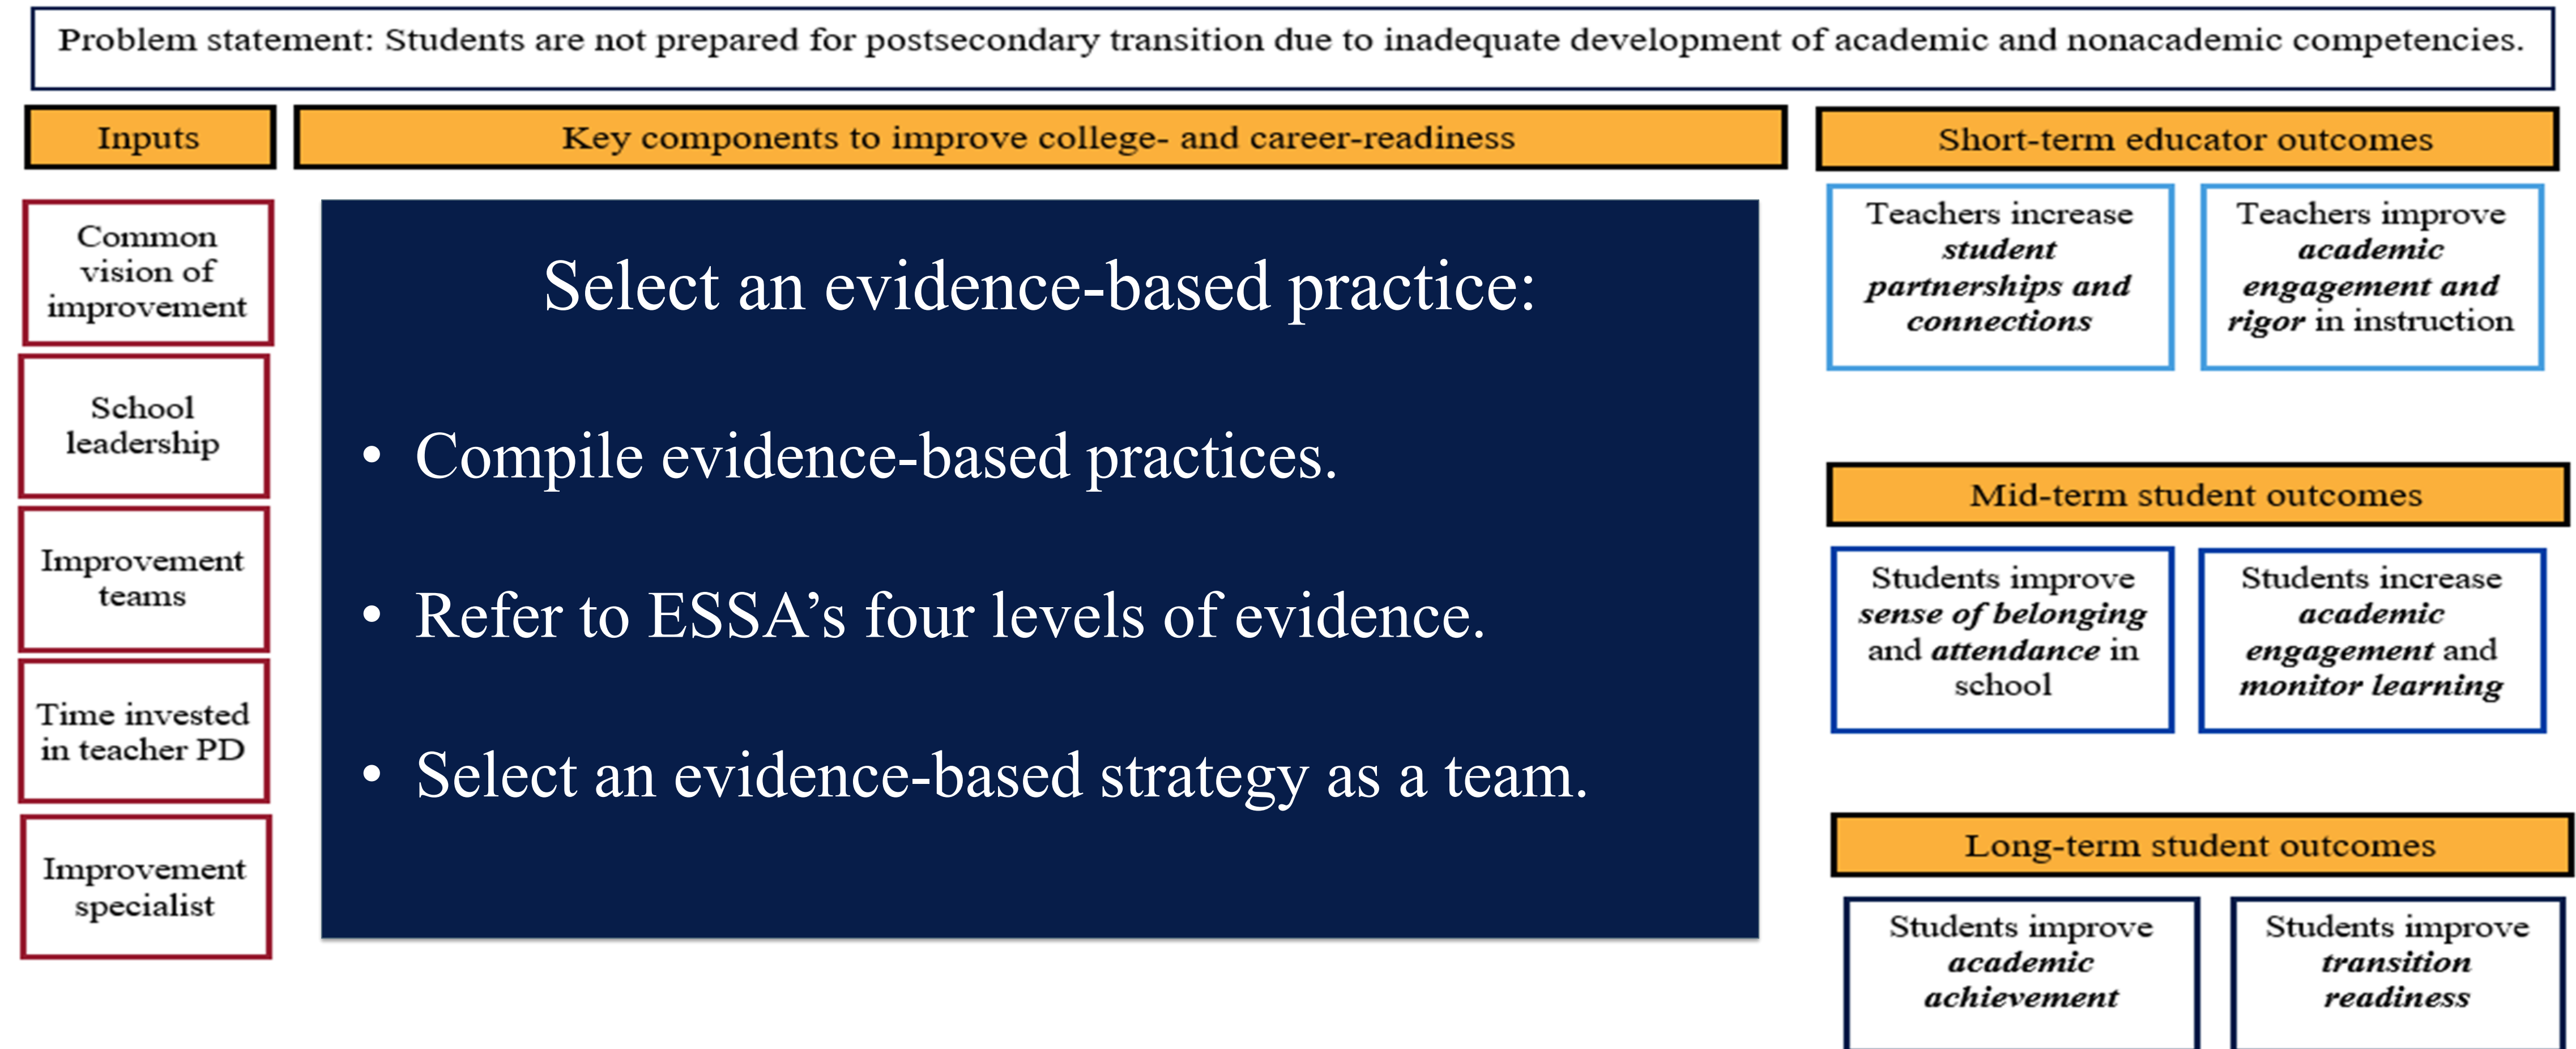 Problem statement: Students are not prepared for postsecondary transition due to inadequate development of academic and nonacademic competencies.
Inputs
Common
vision of
improvement
School
leadership
Improvement
teams
Time invested
in teacher PD
Improvement
specialist
Key components to improve college- and career-readiness
Select an evidence-based practice:
• Compile evidence-based practices.
• Refer to ESSA’s four levels of evidence.
• Select an evidence-based strategy as a team.
Short-term educator outcomes
Teachers increase
student
partnerships and
connections
Teachers improve
academic
engagement and
rigor in instruction
Mid-term student outcomes
Students improve
sense of belonging
and attendance in
school
Students increase
academic
engagement and
monitor learning
Long-term student outcomes
Students improve
academic
achievement
Students improve
transition
readiness